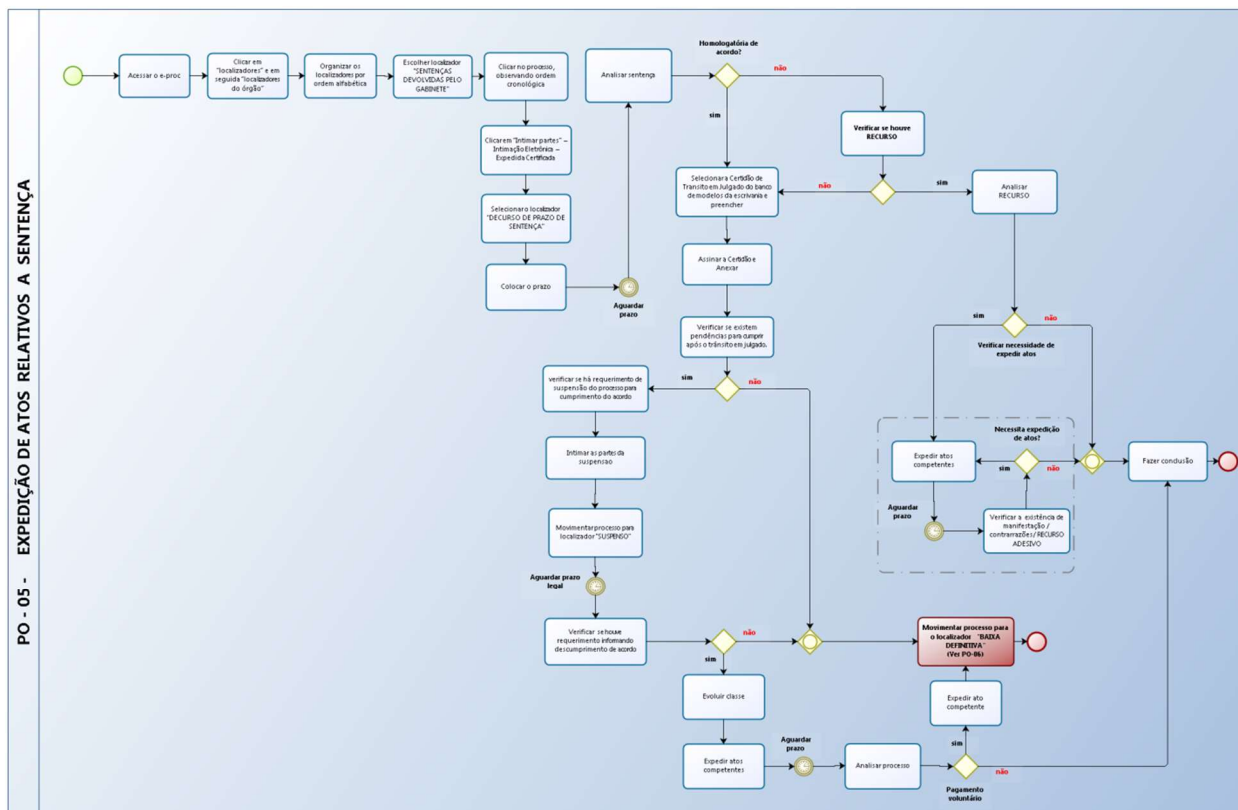 PO - 05 - EXPEDIÇÃO DE ATOS RELATIVOS A SENTENÇA
Acessar o e-proc
Clicar em
"localizadores" e em
seguida "localizadores
do órgão"
Organizar os
localizadores por
ordem alfabética
Escolher localizador
"SENTENÇAS
DEVOLVIDAS PELO
GABINETE"
Clicar no processo,
observando ordem
cronológica
Clicar em "Intimar partes" –
Intimação Eletrônica –
Expedida Certificada
Selecionar o localizador
"DECURSO DE PRAZO DE
SENTENÇA"
Colocar o prazo
Aguardar
prazo
Analisar sentença
Homologatória de
acordo?
não
sim
Verificar se houve
RECURSO
não
sim
Analisar
RECURSO
Selecionar a Certidão de
Transito em Julgado do banco
de modelos da escrivania e
preencher
Assinar a Certidão e
Anexar
Verificar se existem
pendências para cumprir
após o trânsito em julgado.
sim
não
verificar se há requerimento de
suspensão do processo para
cumprimento do acordo
Intimar as partes da
suspensao
Movimentar processo para
localizador "SUSPENSO"
Aguardar prazo
legal
Verificar se houve
requerimento informando
descumprimento de acordo
não
sim
Evoluir classe
Expedir atos
competentes
Aguardar
prazo
Analisar processo
Pagamento
voluntário
sim
não
Expedir ato
competente
Movimentar processo para
o localizador "BAIXA
DEFINITIVA"
(Ver PO-06)
sim
não
Verificar necessidade de
expedir atos
Necessita expedição
de atos?
Expedir atos
competentes
sim
não
Aguardar
prazo
Verificar a existência de
manifestação /
contrarrazões / RECURSO
ADESIVO
Fazer conclusão